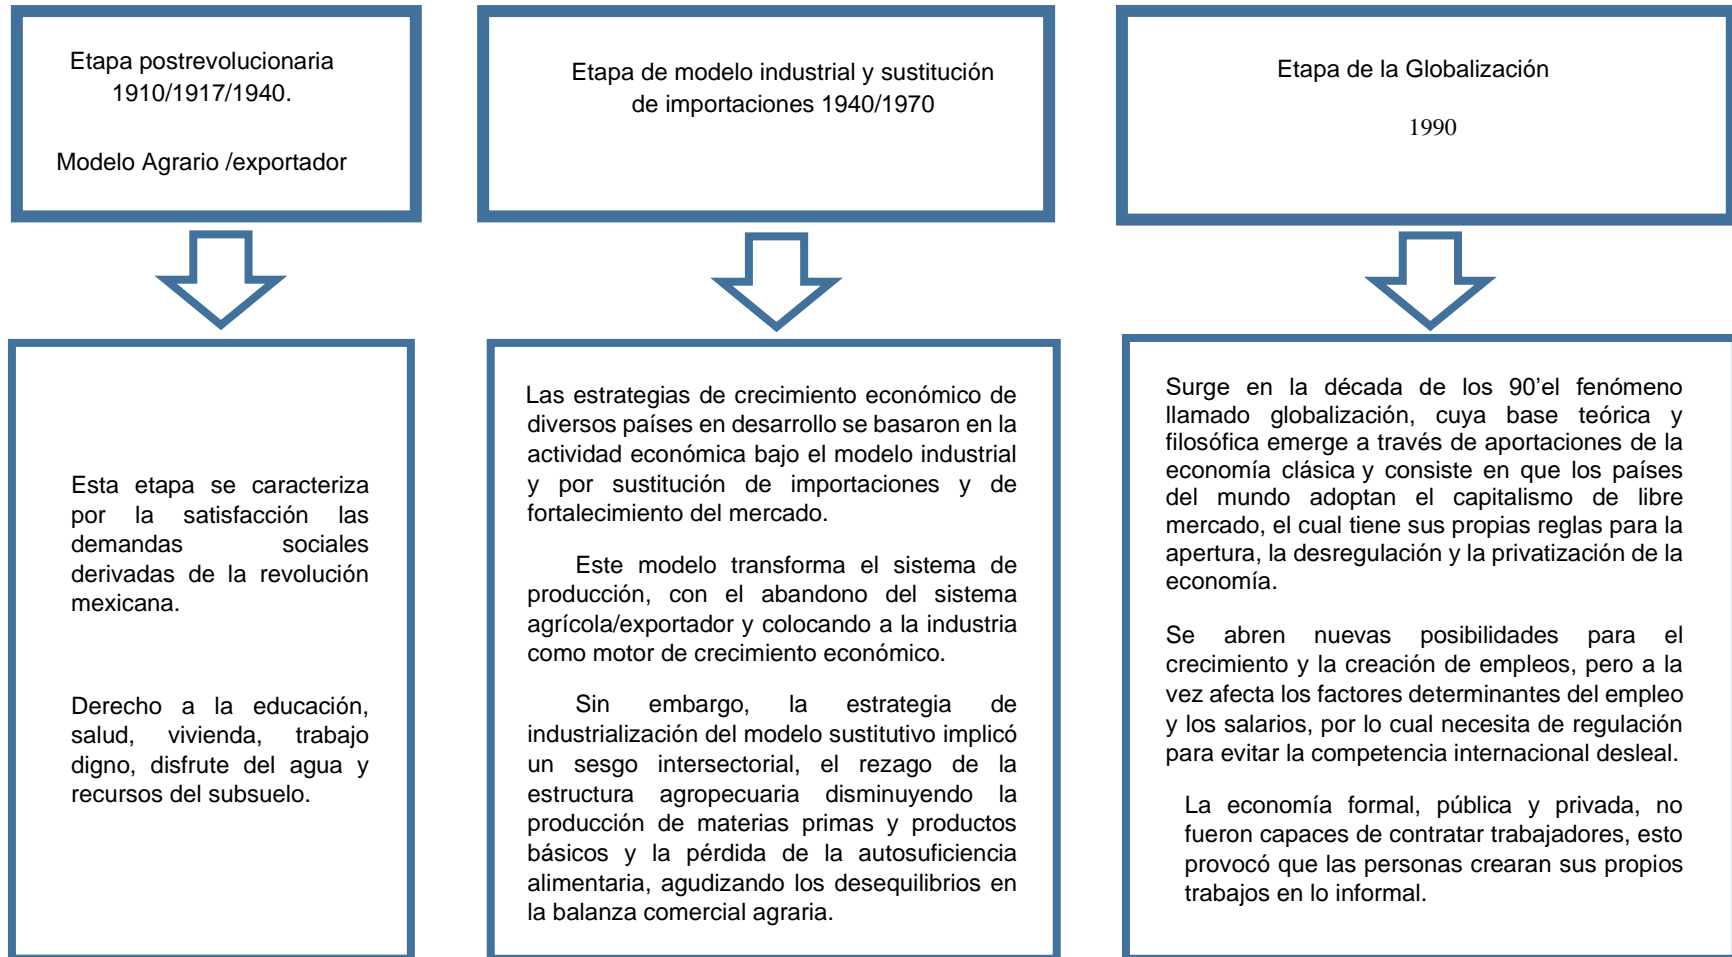 Etapa postrevolucionaria
1910/1917/1940.
Modelo Agrario /exportador
Esta etapa se caracteriza
por la satisfacción las
demandas sociales
derivadas de la revolución
mexicana.
Derecho a la educación,
salud, vivienda, trabajo
digno, disfrute del agua y
recursos del subsuelo.
Etapa de modelo industrial y sustitución
de importaciones 1940/1970
Las estrategias de crecimiento económico de
diversos países en desarrollo se basaron en la
actividad económica bajo el modelo industrial
y por sustitución de importaciones y de
fortalecimiento del mercado.
Este modelo transforma el sistema de
producción, con el abandono del sistema
agrícola/exportador y colocando a la industria
como motor de crecimiento económico.
Sin embargo, la estrategia de
industrialización del modelo sustitutivo implicó
un sesgo intersectorial, el rezago de la
estructura agropecuaria disminuyendo la
producción de materias primas y productos
básicos y la pérdida de la autosuficiencia
alimentaria, agudizando los desequilibrios en
la balanza comercial agraria.
Etapa de la Globalización
1990
Surge en la década de los 90’el fenómeno
llamado globalización, cuya base teórica y
filosófica emerge a través de aportaciones de la
economía clásica y consiste en que los países
del mundo adoptan el capitalismo de libre
mercado, el cual tiene sus propias reglas para la
apertura, la desregulación y la privatización de la
economía.
Se abren nuevas posibilidades para el
crecimiento y la creación de empleos, pero a la
vez afecta los factores determinantes del empleo
y los salarios, por lo cual necesita de regulación
para evitar la competencia internacional desleal.
La economía formal, pública y privada, no
fueron capaces de contratar trabajadores, esto
provocó que las personas crearan sus propios
trabajos en lo informal.